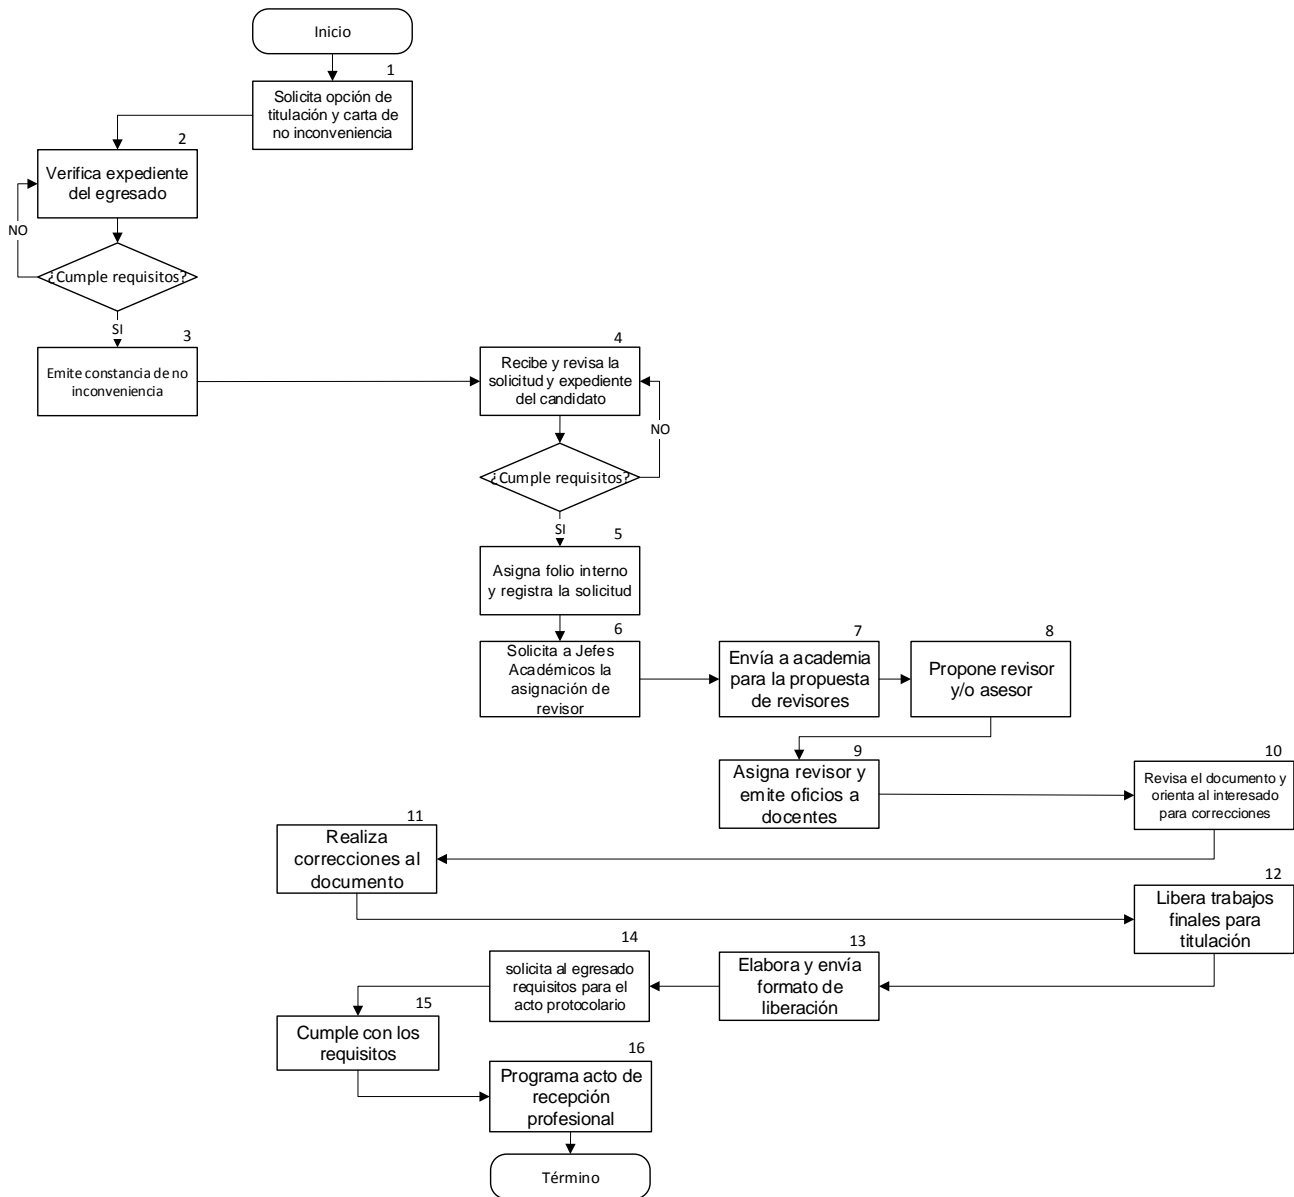 Inicio
1
Solicita opción de
titulación y carta de
no inconveniencia
2
Verifica expediente
del egresado
NO
¿Cumple requisitos?
SI
3
Emite constancia de no
inconveniencia
4
Recibe y revisa la
solicitud y expediente
del candidato
NO
¿Cumple requisitos?
SI
5
Asigna folio interno
y registra la solicitud
6
Solicita a Jefes
Académicos la
asignación de
revisor
7
Envía a academia
para la propuesta
de revisores
8
Propone revisor
y/o asesor
9
Asigna revisor y
emite oficios a
docentes
10
Revisa el documento y
orienta al interesado
para correcciones
11
Realiza
correcciones al
documento
12
Libera trabajos
finales para
titulación
13
Elabora y envía
formato de
liberación
14
solicita al egresado
requisitos para el
acto protocolario
15
Cumple con los
requisitos
16
Programa acto de
recepción
profesional
Término